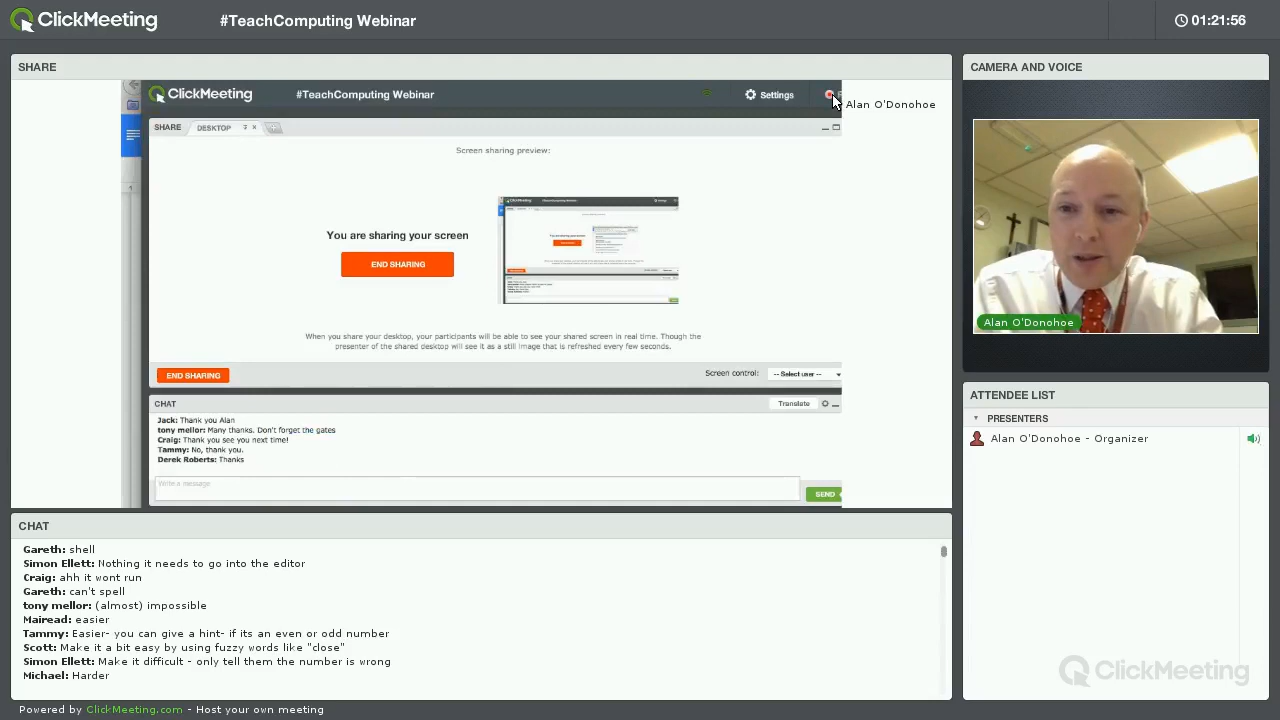 ClickMeeting
#TeachComputing Webinar
01:21:56
SHARE
ClickMeeting
#TeachComputing Webinar
Settings
Alan O'Donohoe
SHARE
DESKTOP
Screen sharing preview:
You are sharing your screen
END SHARING
When you share your desktop, your participants will be able to see your shared screen in real time. Though the
presenter of the shared desktop will see it as a still image that is refreshed every few seconds.
END SHARING
Screen control:
-- Select user --
CHAT
Translate
Jack: Thank you Alan
tony mellor: Many thanks. Don't forget the gates
Craig: Thank you see you next time!
Tammy: No, thank you.
Derek Roberts: Thanks
Write a message
SEND
CAMERA AND VOICE
Alan O'Donohoe
ATTENDEE LIST
PRESENTERS
Alan O'Donohoe - Organizer
CHAT
Gareth: shell
Simon Ellett: Nothing it needs to go into the editor
Craig: ahh it wont run
Gareth: can't spell
tony mellor: (almost) impossible
Mairead: easier
Tammy: Easier- you can give a hint- if its an even or odd number
Scott: Make it a bit easy by using fuzzy words like "close"
Simon Ellett: Make it difficult - only tell them the number is wrong
Michael: Harder
ClickMeeting
Powered by ClickMeeting.com - Host your own meeting